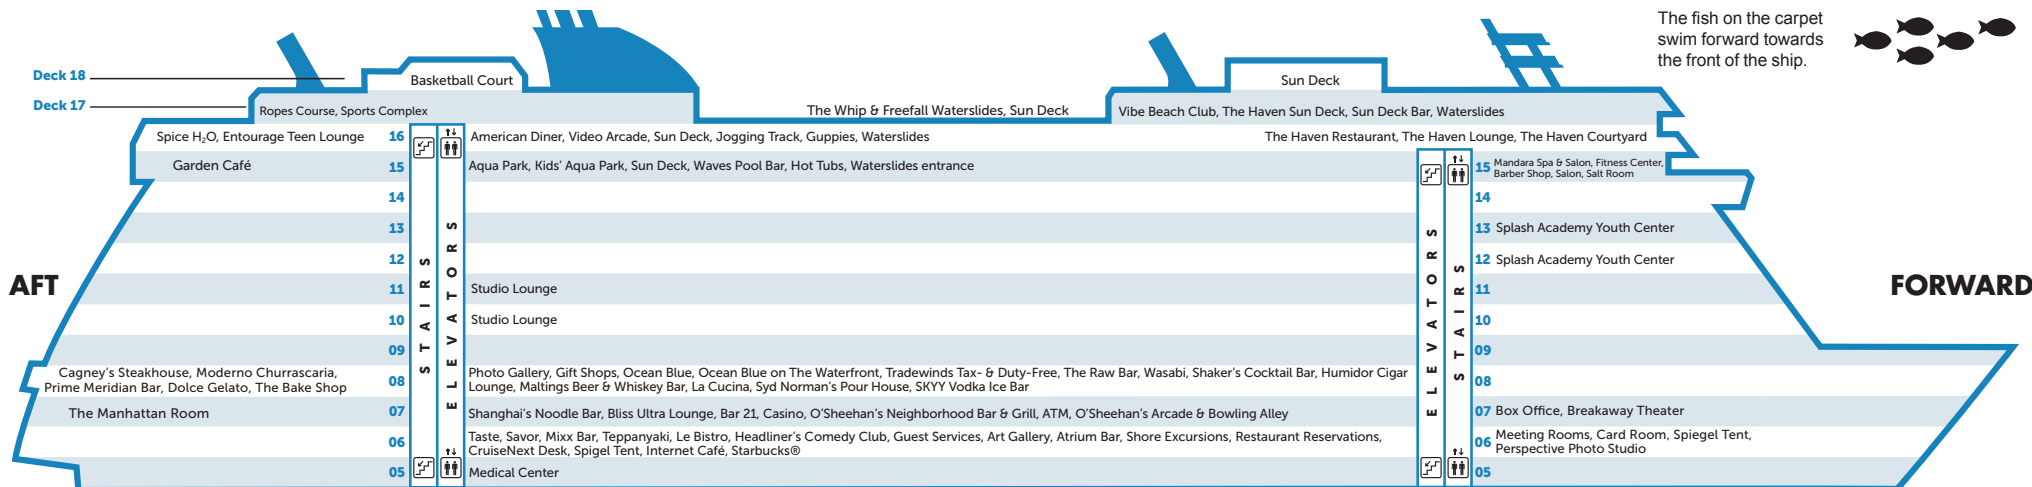 The fish on the carpet
swim forward towards
the front of the ship.
Deck 18
Basketball Court
Sun Deck
Deck 17
Ropes Course, Sports Complex
The Whip & Freefall Waterslides, Sun Deck
Vibe Beach Club, The Haven Sun Deck, Sun Deck Bar, Waterslides
Spice H₂O, Entourage Teen Lounge
16
American Diner, Video Arcade, Sun Deck, Jogging Track, Guppies, Waterslides
The Haven Restaurant, The Haven Lounge, The Haven Courtyard
Garden Café
15
Aqua Park, Kids' Aqua Park, Sun Deck, Waves Pool Bar, Hot Tubs, Waterslides entrance
15
Mandara Spa & Salon, Fitness Center,
Barber Shop, Salon, Salt Room
14
14
13
13
Splash Academy Youth Center
12
12
Splash Academy Youth Center
AFT
STAIRS
ELEVATORS
ELEVATORS
STAIRS
FORWARD
11
Studio Lounge
11
10
Studio Lounge
10
09
09
Cagney's Steakhouse, Moderno Churrascaria,
Prime Meridian Bar, Dolce Gelato, The Bake Shop
08
Photo Gallery, Gift Shops, Ocean Blue, Ocean Blue on The Waterfront, Tradewinds Tax- & Duty-Free, The Raw Bar, Wasabi, Shaker's Cocktail Bar, Humidor Cigar
Lounge, Maltings Beer & Whiskey Bar, La Cucina, Syd Norman's Pour House, SKYY Vodka Ice Bar
08
The Manhattan Room
07
Shanghai's Noodle Bar, Bliss Ultra Lounge, Bar 21, Casino, O'Sheehan's Neighborhood Bar & Grill, ATM, O'Sheehan's Arcade & Bowling Alley
07
Box Office, Breakaway Theater
06
Taste, Savor, Mixx Bar, Teppanyaki, Le Bistro, Headliner's Comedy Club, Guest Services, Art Gallery, Atrium Bar, Shore Excursions, Restaurant Reservations,
CruiseNext Desk, Spigel Tent, Internet Café, Starbucks®
06
Meeting Rooms, Card Room, Spiegel Tent,
Perspective Photo Studio
05
Medical Center
05